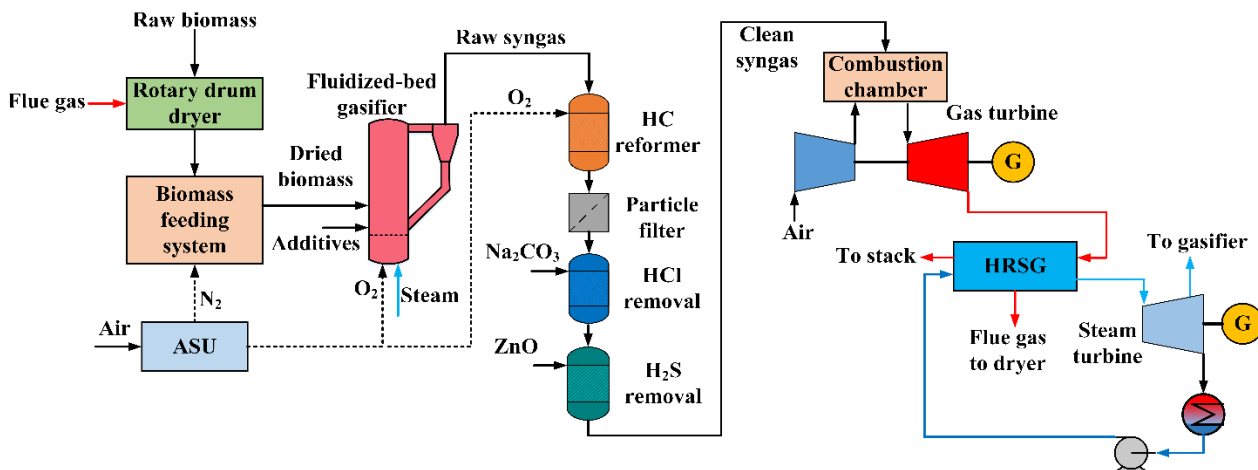 Raw biomass
Flue gas
Rotary drum
dryer
Biomass
feeding
system
N₂
Air
ASU
Dried
biomass
Additives
O₂
Steam
Fluidized-bed
gasifier
Raw syngas
O₂
HC
reformer
Particle
filter
Na₂CO₃
HCl
removal
ZnO
H₂S
removal
Clean
syngas
Combustion
chamber
Gas turbine
G
Air
To stack
HRSG
Flue gas
to dryer
To gasifier
Steam
turbine
G